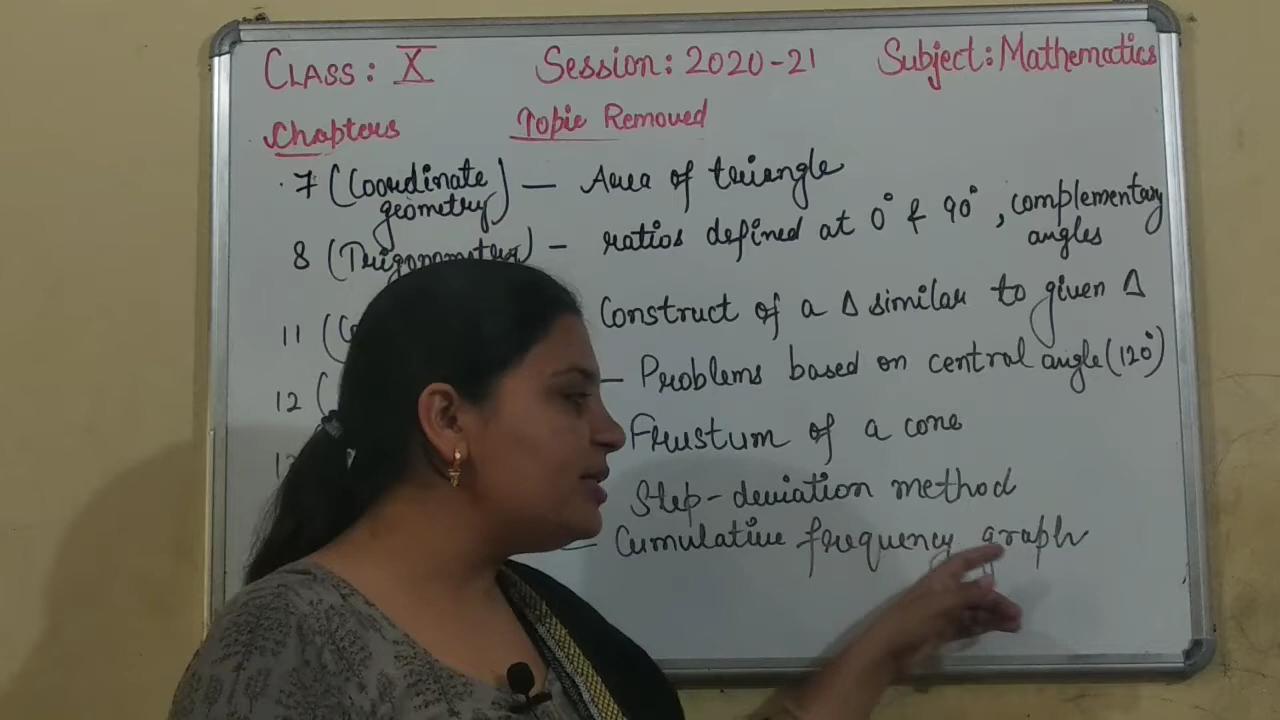 CLASS: X Session: 2020-21 Subject: Mathematics
Chapters Topic Removed
7 (Coordinate geometry) — Area of triangle
8 (Trigonometry) — ratios defined at 0° & 90°, complementary angles
11 ( Construct of a Δ similar to given Δ
12 ( — Problems based on central angle (120°)
Frustum of a cone
Step-deviation method
— Cumulative frequency graph